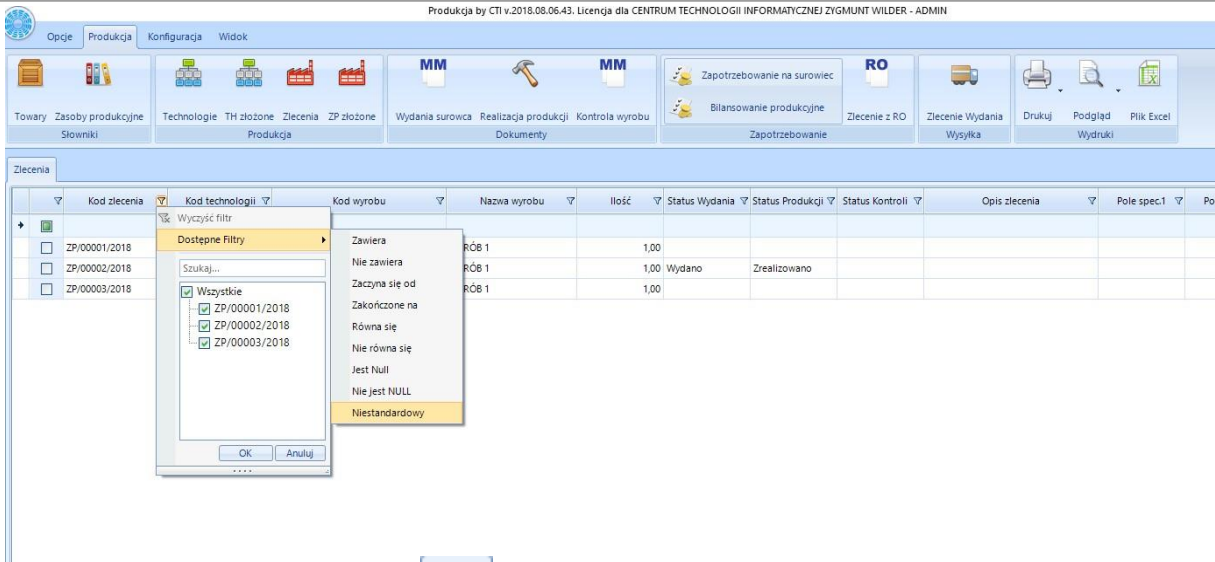 Produkcja by CTI v.2018.08.06.43. Licencja dla CENTRUM TECHNOLOGII INFORMATYCZNEJ ZYGMUNT WILDER - ADMIN
Opcje Produkcja Konfiguracja Widok
MM MM RO
Zapotrzebowanie na surowiec
Bilansowanie produkcyjne
Towary Zasoby produkcyjne Technologie TH złożone Zlecenia ZP złożone Wydania surowca Realizacja produkcji Kontrola wyrobu Zlecenie z RO Zlecenie Wydania Drukuj Podgląd Plik Excel
Słowniki Produkcja Dokumenty Zapotrzebowanie Wysyłka Wydruki
Zlecenia
Kod zlecenia Kod technologii Kod wyrobu Nazwa wyrobu Ilość Status Wydania Status Produkcji Status Kontroli Opis zlecenia Pole spec.1 Po
Wyczyść filtr
Dostępne Filtry Zawiera
ZP/00001/2018 RÓB 1 1,00
Nie zawiera
ZP/00002/2018 Szukaj... RÓB 1 1,00 Wydano Zrealizowano
Zaczyna się od
ZP/00003/2018 Wszystkie RÓB 1 1,00
ZP/00001/2018 Zakończone na
ZP/00002/2018 Równa się
ZP/00003/2018 Nie równa się
Jest Null
Nie jest NULL
Niestandardowy
OK Anuluj